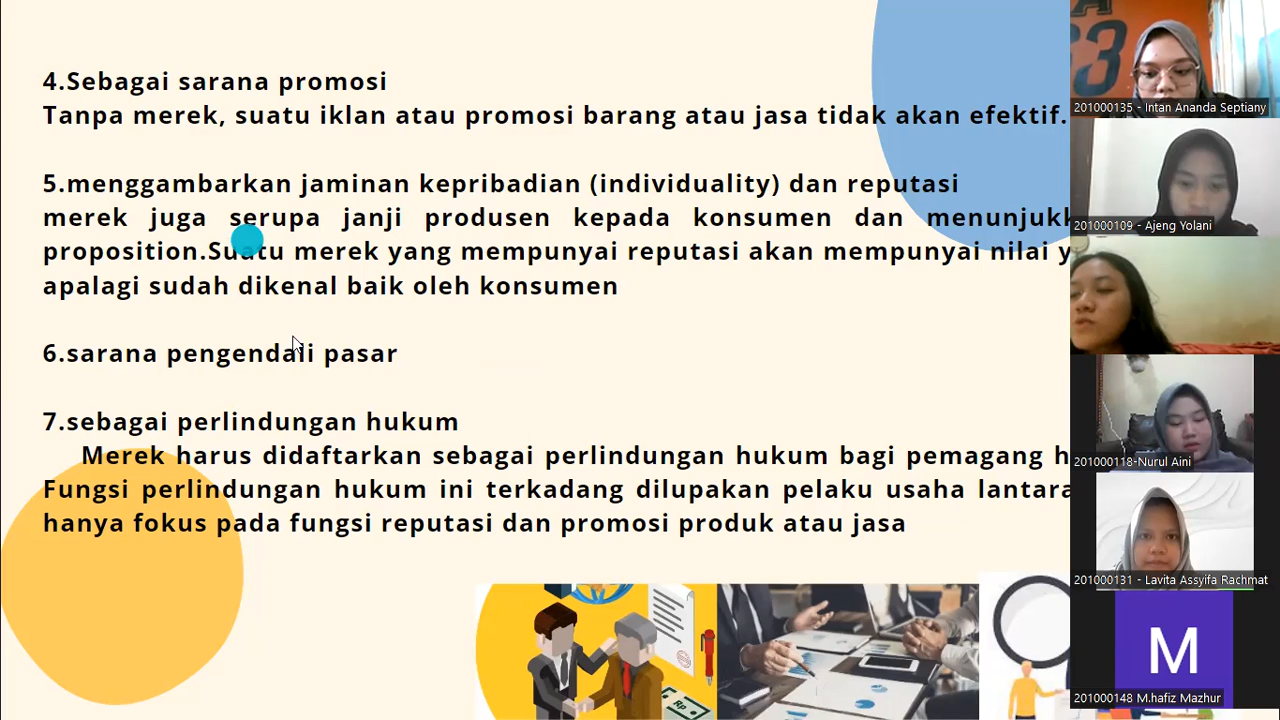 4.Sebagai sarana promosi
Tanpa merek, suatu iklan atau promosi barang atau jasa tidak akan efektif.
5.menggambarkan jaminan kepribadian (individuality) dan reputasi
merek juga serupa janji produsen kepada konsumen dan
proposition.Suatu merek yang mempunyai reputasi akan mempunyai nilai
apalagi sudah dikenal baik oleh konsumen
6.sarana pengendali pasar
7.sebagai perlindungan hukum
Merek harus didaftarkan sebagai perlindungan hukum bagi pemagang
Fungsi perlindungan hukum ini terkadang dilupakan pelaku usaha
hanya fokus pada fungsi reputasi dan promosi produk atau jasa
Rp
201000135 - Intan Ananda Septiany
201000109 - Ajeng Yolani
201000118-Nurul Aini
201000131 - Lavita Assyifa Rachmat
M
201000148 M.hafiz Mazhur